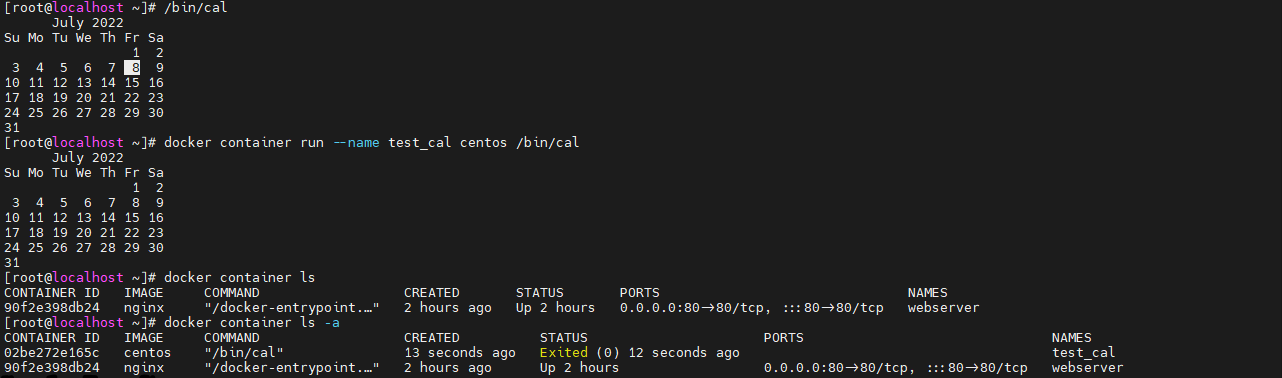 [root@localhost ~]# /bin/cal
      July 2022
Su Mo Tu We Th Fr Sa
                1  2
 3  4  5  6  7  8  9
10 11 12 13 14 15 16
17 18 19 20 21 22 23
24 25 26 27 28 29 30
31
[root@localhost ~]# docker container run --name test_cal centos /bin/cal
      July 2022
Su Mo Tu We Th Fr Sa
                1  2
 3  4  5  6  7  8  9
10 11 12 13 14 15 16
17 18 19 20 21 22 23
24 25 26 27 28 29 30
31
[root@localhost ~]# docker container ls
CONTAINER ID   IMAGE     COMMAND                  CREATED       STATUS       PORTS                               NAMES
90f2e398db24   nginx     "/docker-entrypoint.…"   2 hours ago   Up 2 hours   0.0.0.0:80->80/tcp, :::80->80/tcp   webserver
[root@localhost ~]# docker container ls -a
CONTAINER ID   IMAGE     COMMAND                  CREATED          STATUS                      PORTS                               NAMES
02be272e165c   centos    "/bin/cal"               13 seconds ago   Exited (0) 12 seconds ago                                       test_cal
90f2e398db24   nginx     "/docker-entrypoint.…"   2 hours ago      Up 2 hours                  0.0.0.0:80->80/tcp, :::80->80/tcp   webserver